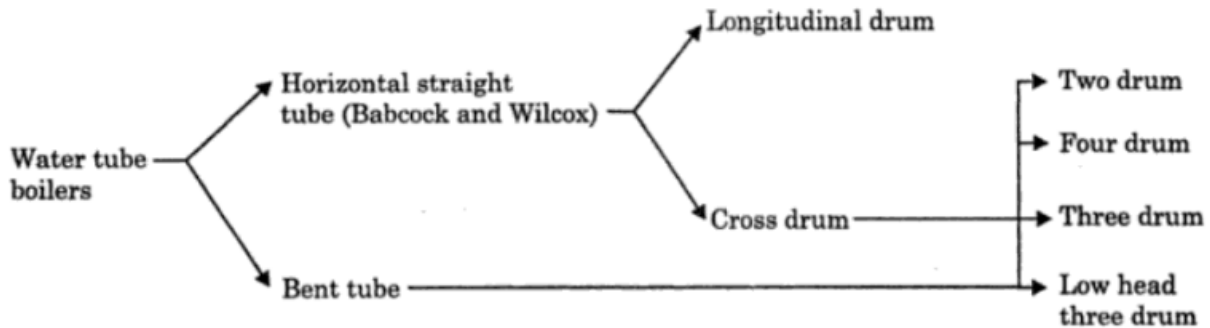 Water tube
boilers
Horizontal straight
tube (Babcock and Wilcox)
Bent tube
Longitudinal drum
Cross drum
Two drum
Four drum
Three drum
Low head
three drum